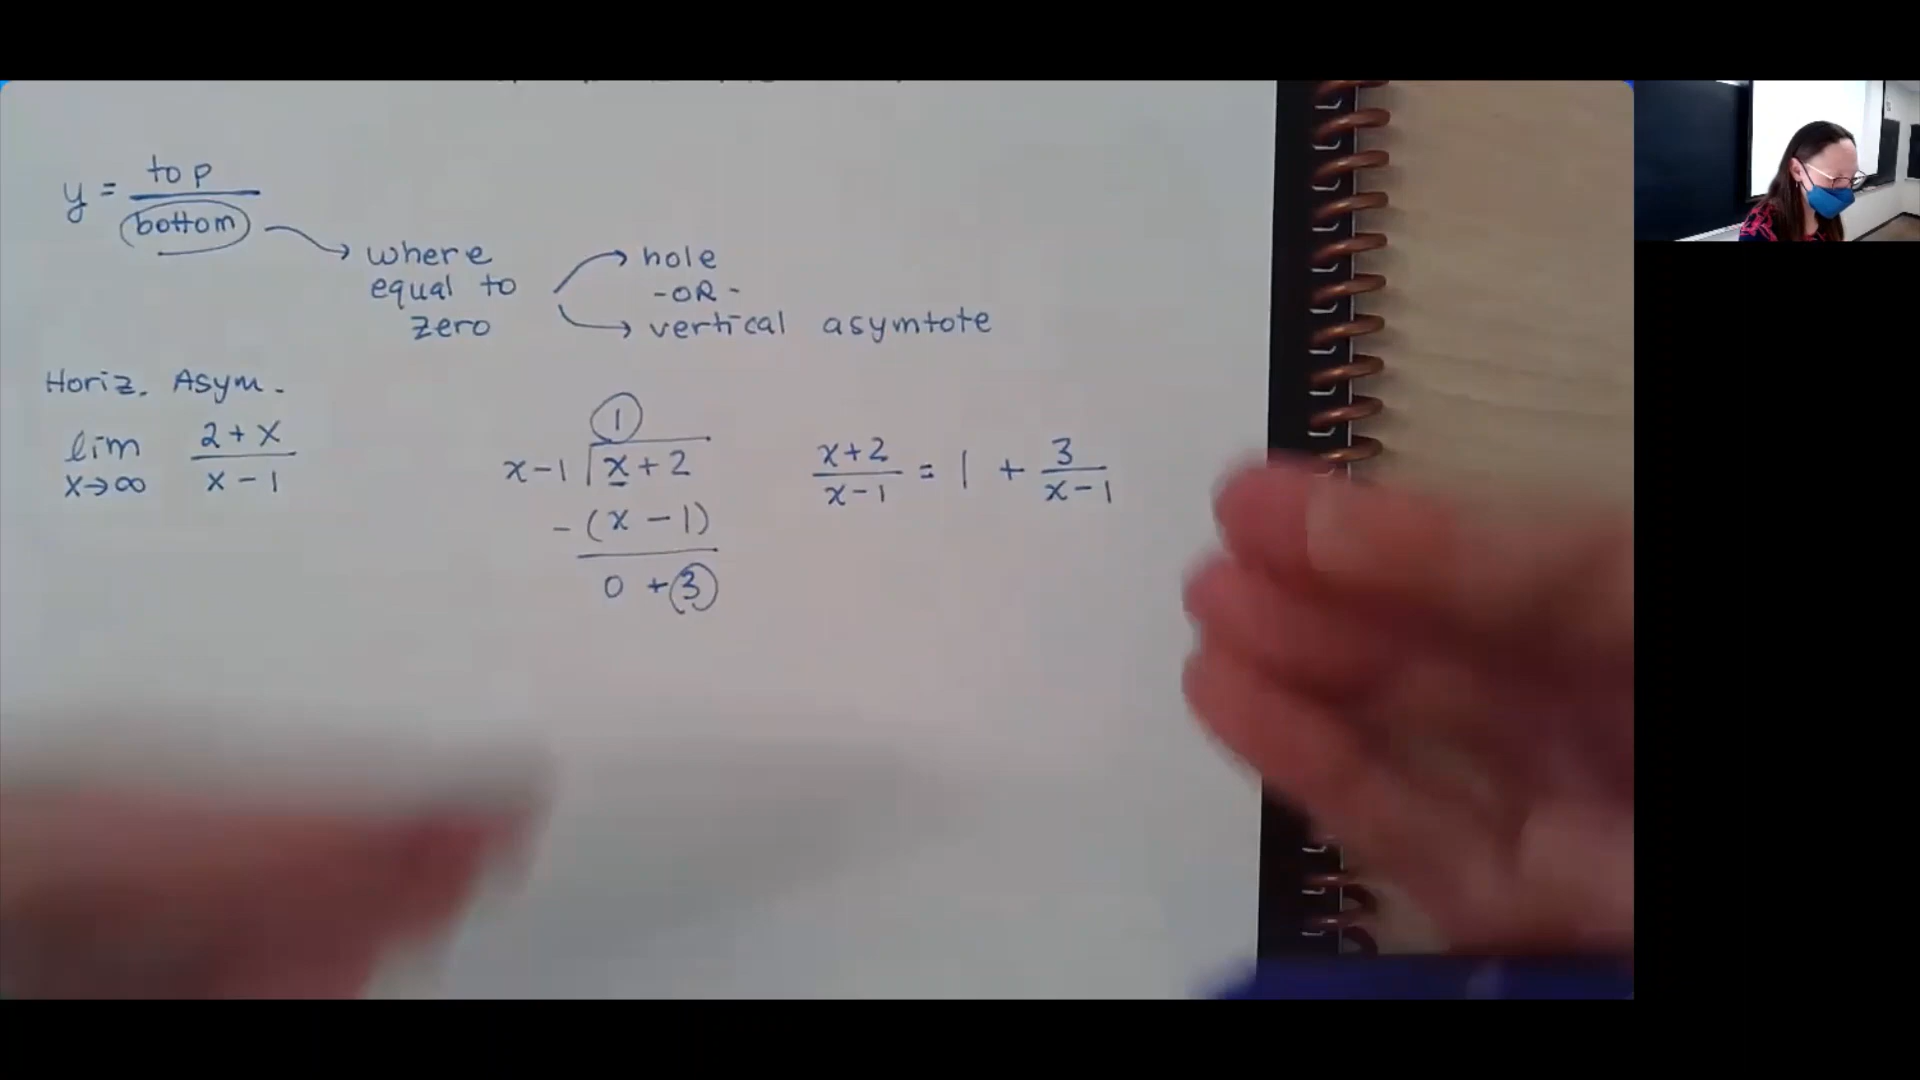 y = top / bottom
where equal to zero
hole
-OR-
vertical asymtote
Horiz. Asym.
lim x→∞ 2+x / x-1
1
x-1 √x+2
-(x-1)
0 +3
x+2 / x-1 = 1 + 3 / x-1